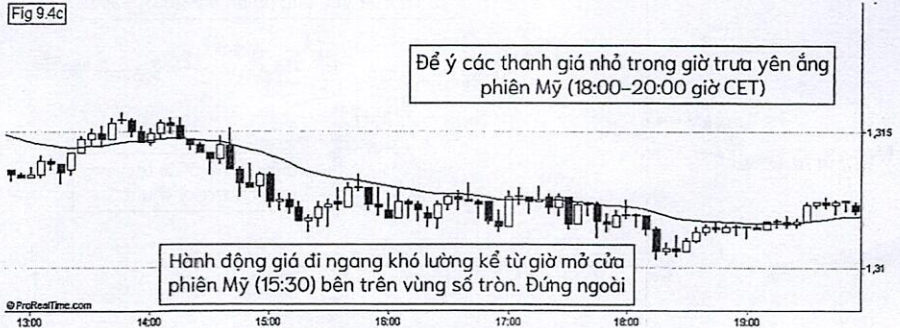 Fig 9.4c
Để ý các thanh giá nhỏ trong giờ trưa yên ắng
phiên Mỹ (18:00–20:00 giờ CET)
1,315
Hành động giá đi ngang khó lường kể từ giờ mở cửa
phiên Mỹ (15:30) bên trên vùng số tròn. Đứng ngoài
1,31
©ProRealTime.com
13:00 14:00 15:00 16:00 17:00 18:00 19:00